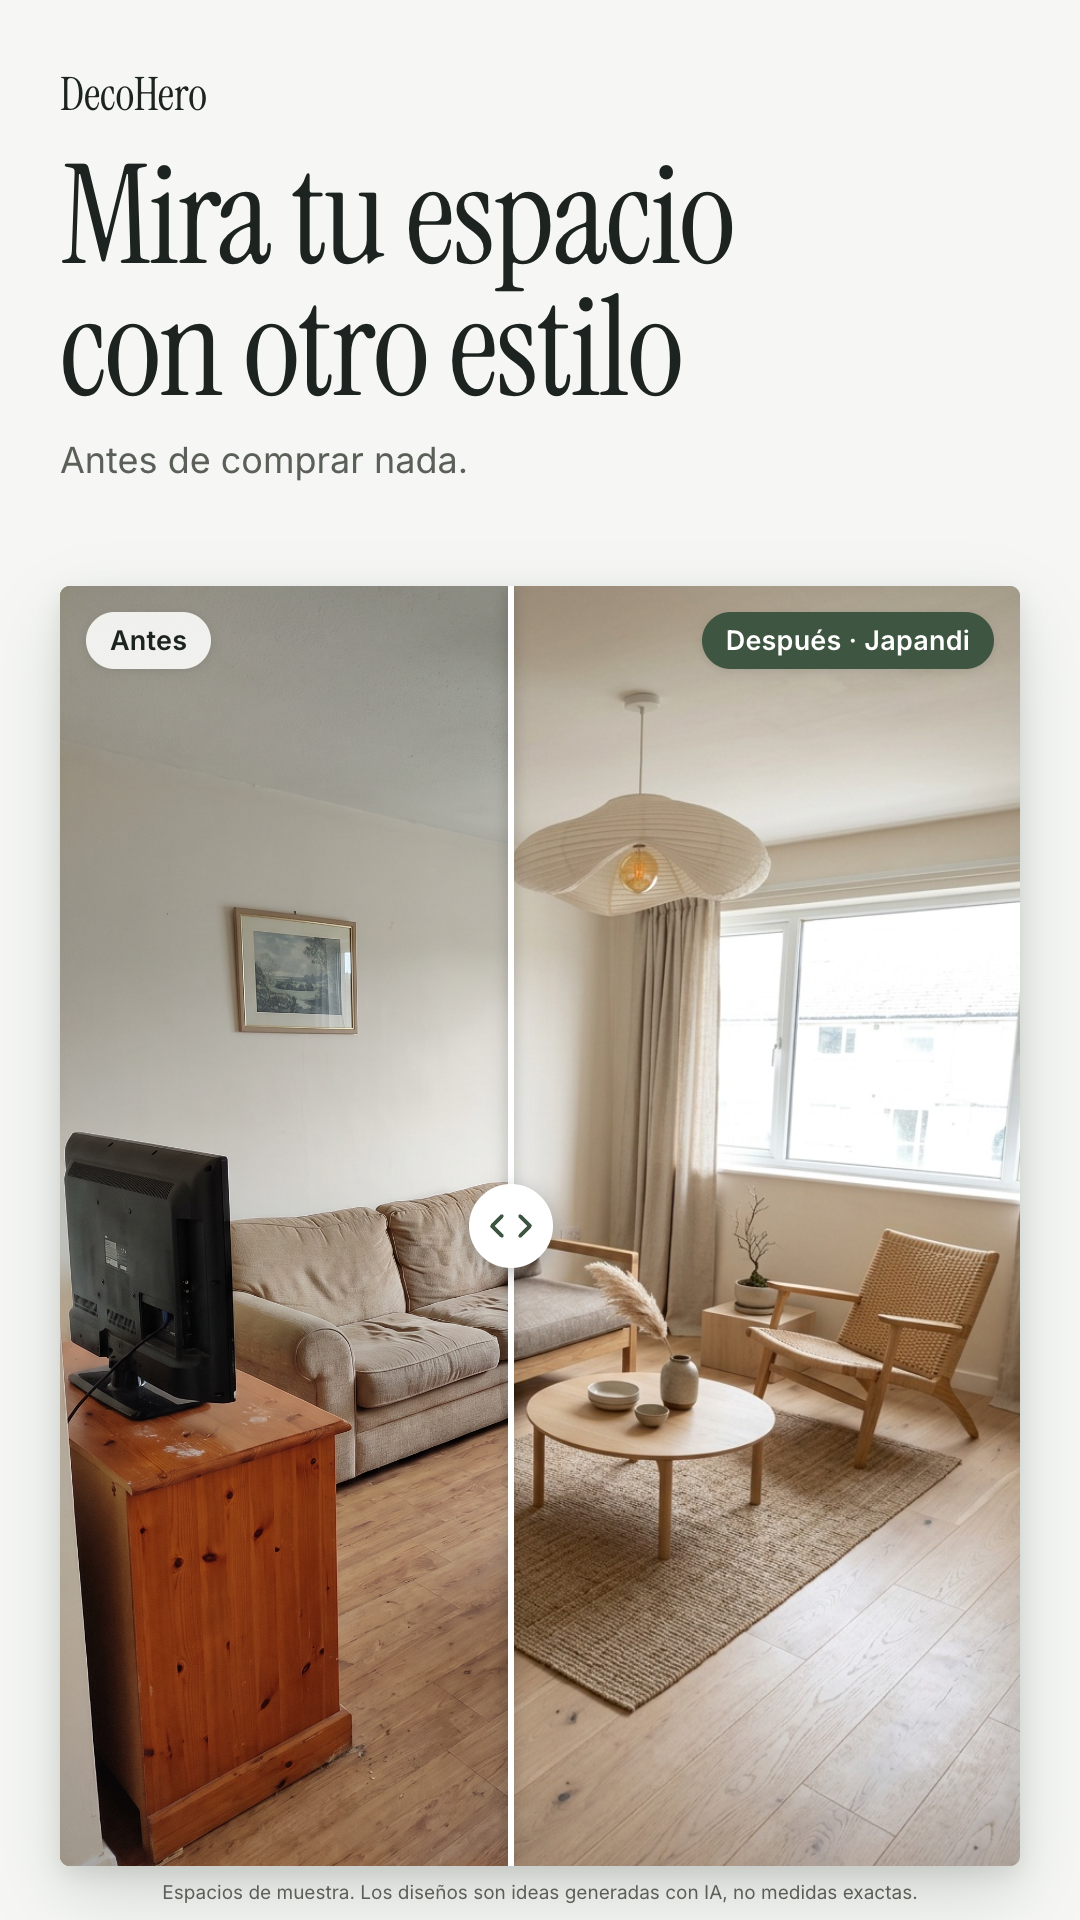 DecoHero
Mira tu espacio
con otro estilo
Antes de comprar nada.
Antes
Después · Japandi
Espacios de muestra. Los diseños son ideas generadas con IA, no medidas exactas.